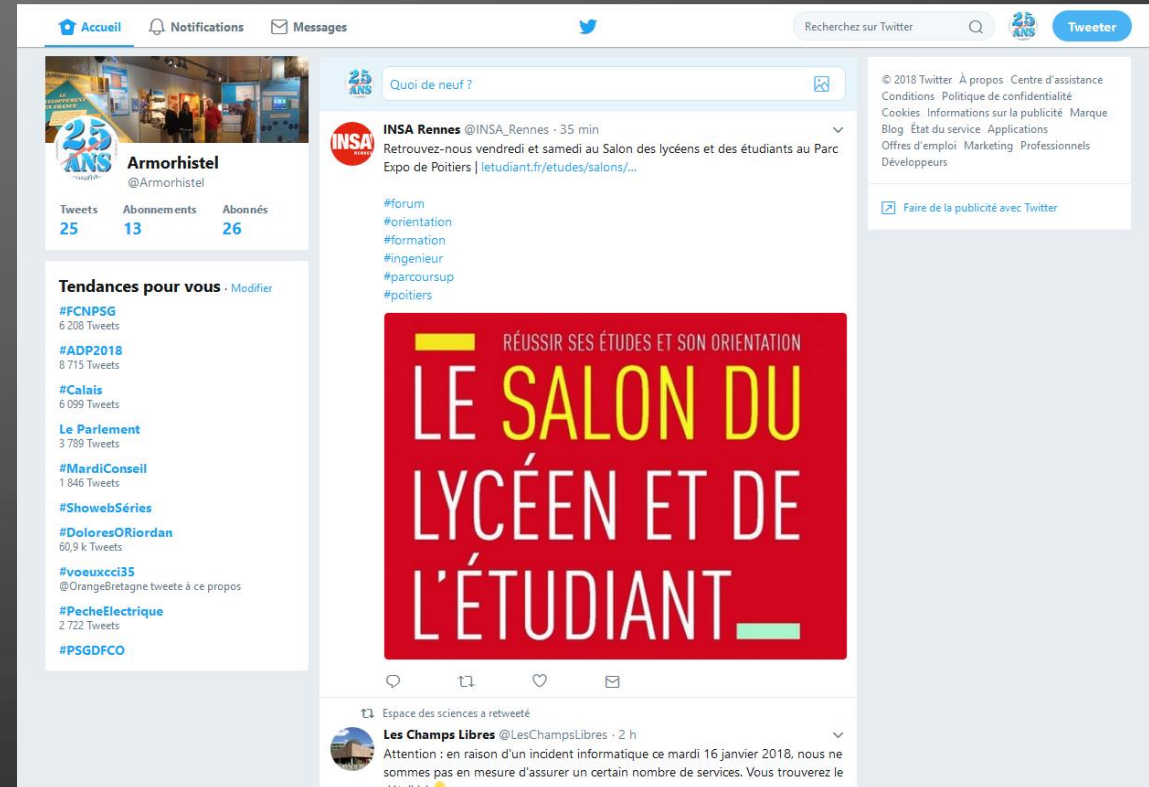 Accueil
Notifications
Messages
Recherchez sur Twitter
25
ANS
Tweeter
25
ANS
Armorhistel
@Armorhistel
Tweets Abonnements Abonnés
25 13 26
Tendances pour vous · Modifier
#FCNPSG
6 208 Tweets
#ADP2018
8 715 Tweets
#Calais
6 099 Tweets
Le Parlement
3 789 Tweets
#MardiConseil
1 846 Tweets
#ShowebSéries
#DoloresORiordan
60,9 k Tweets
#voeuxcci35
@OrangeBretagne tweete à ce propos
#PecheElectrique
2 722 Tweets
#PSGDFCO
25
ANS
Quoi de neuf ?
INSA
RENNES
INSA Rennes @INSA_Rennes · 35 min
Retrouvez-nous vendredi et samedi au Salon des lycéens et des étudiants au Parc
Expo de Poitiers | letudiant.fr/etudes/salons/...
#forum
#orientation
#formation
#ingenieur
#parcoursup
#poitiers
RÉUSSIR SES ÉTUDES ET SON ORIENTATION
LE SALON DU
LYCÉEN ET DE
L'ÉTUDIANT_
Espace des sciences a retweeté
Les Champs Libres @LesChampsLibres · 2 h
Attention : en raison d'un incident informatique ce mardi 16 janvier 2018, nous ne
sommes pas en mesure d'assurer un certain nombre de services. Vous trouverez le
© 2018 Twitter À propos Centre d'assistance
Conditions Politique de confidentialité
Cookies Informations sur la publicité Marque
Blog État du service Applications
Offres d'emploi Marketing Professionnels
Développeurs
Faire de la publicité avec Twitter